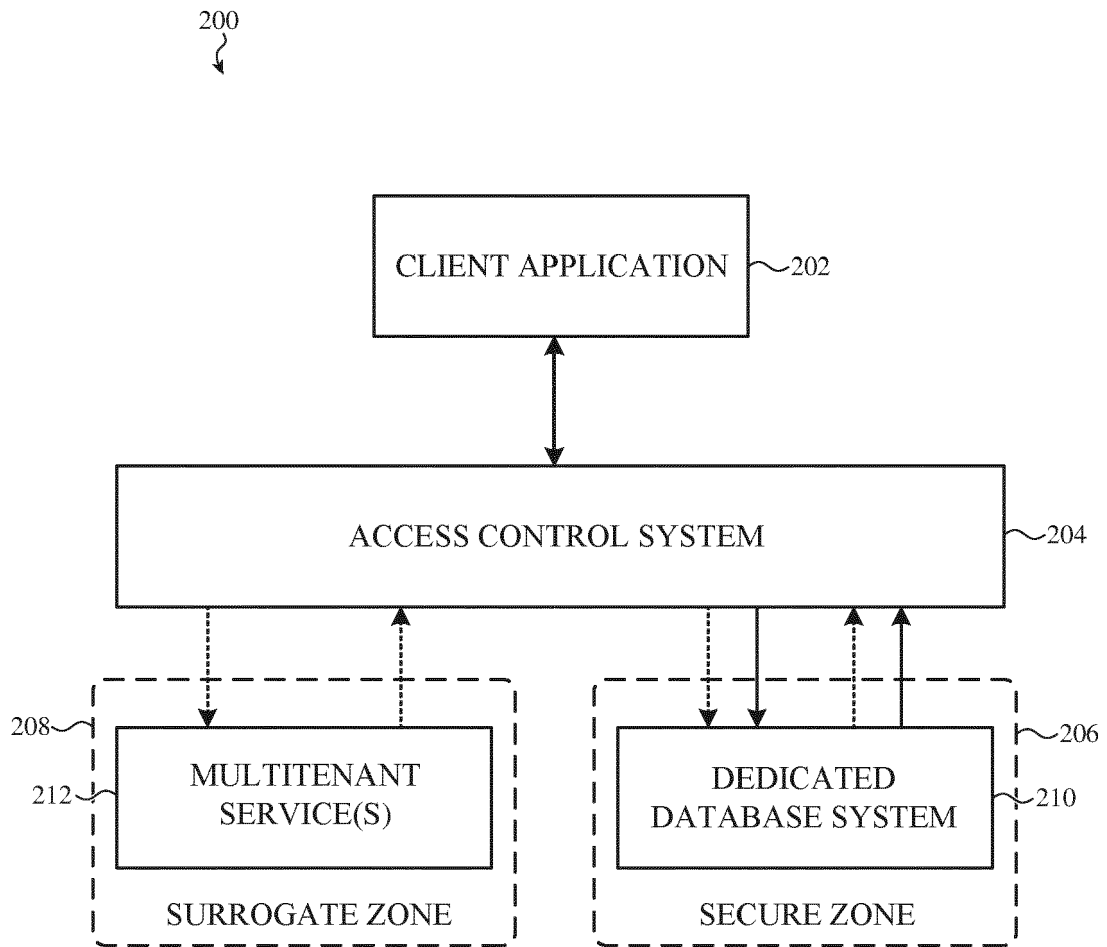 200
CLIENT APPLICATION
202
ACCESS CONTROL SYSTEM
204
208
206
MULTITENANT
SERVICE(S)
212
DEDICATED
DATABASE SYSTEM
210
SURROGATE ZONE
SECURE ZONE